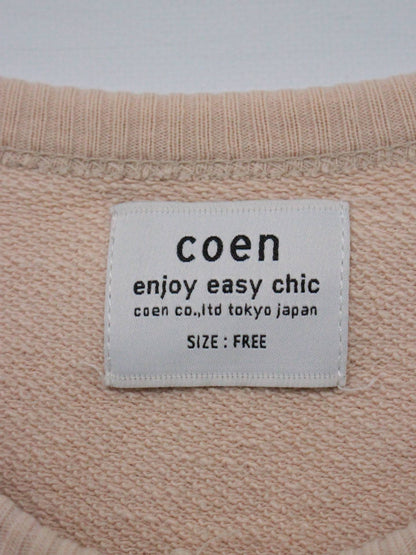 coen
enjoy easy chic
coen co.,ltd tokyo japan
SIZE : FREE